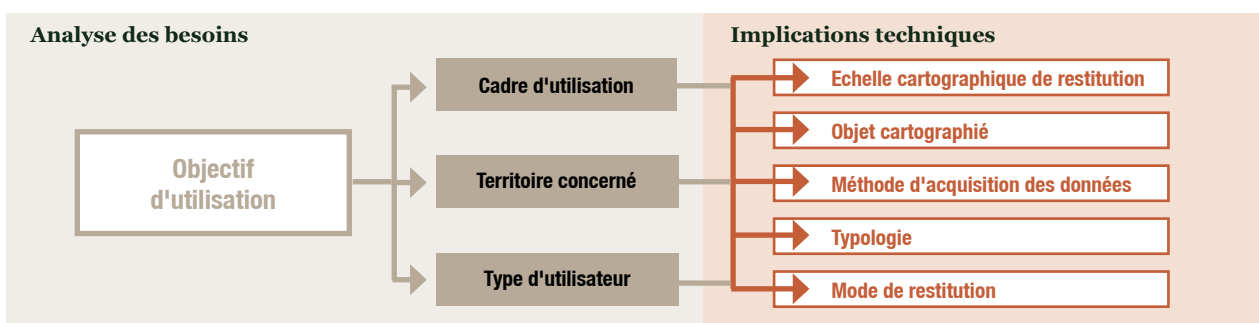 Analyse des besoins
Objectif
d'utilisation
Cadre d'utilisation
Territoire concerné
Type d'utilisateur
Implications techniques
Echelle cartographique de restitution
Objet cartographié
Méthode d'acquisition des données
Typologie
Mode de restitution